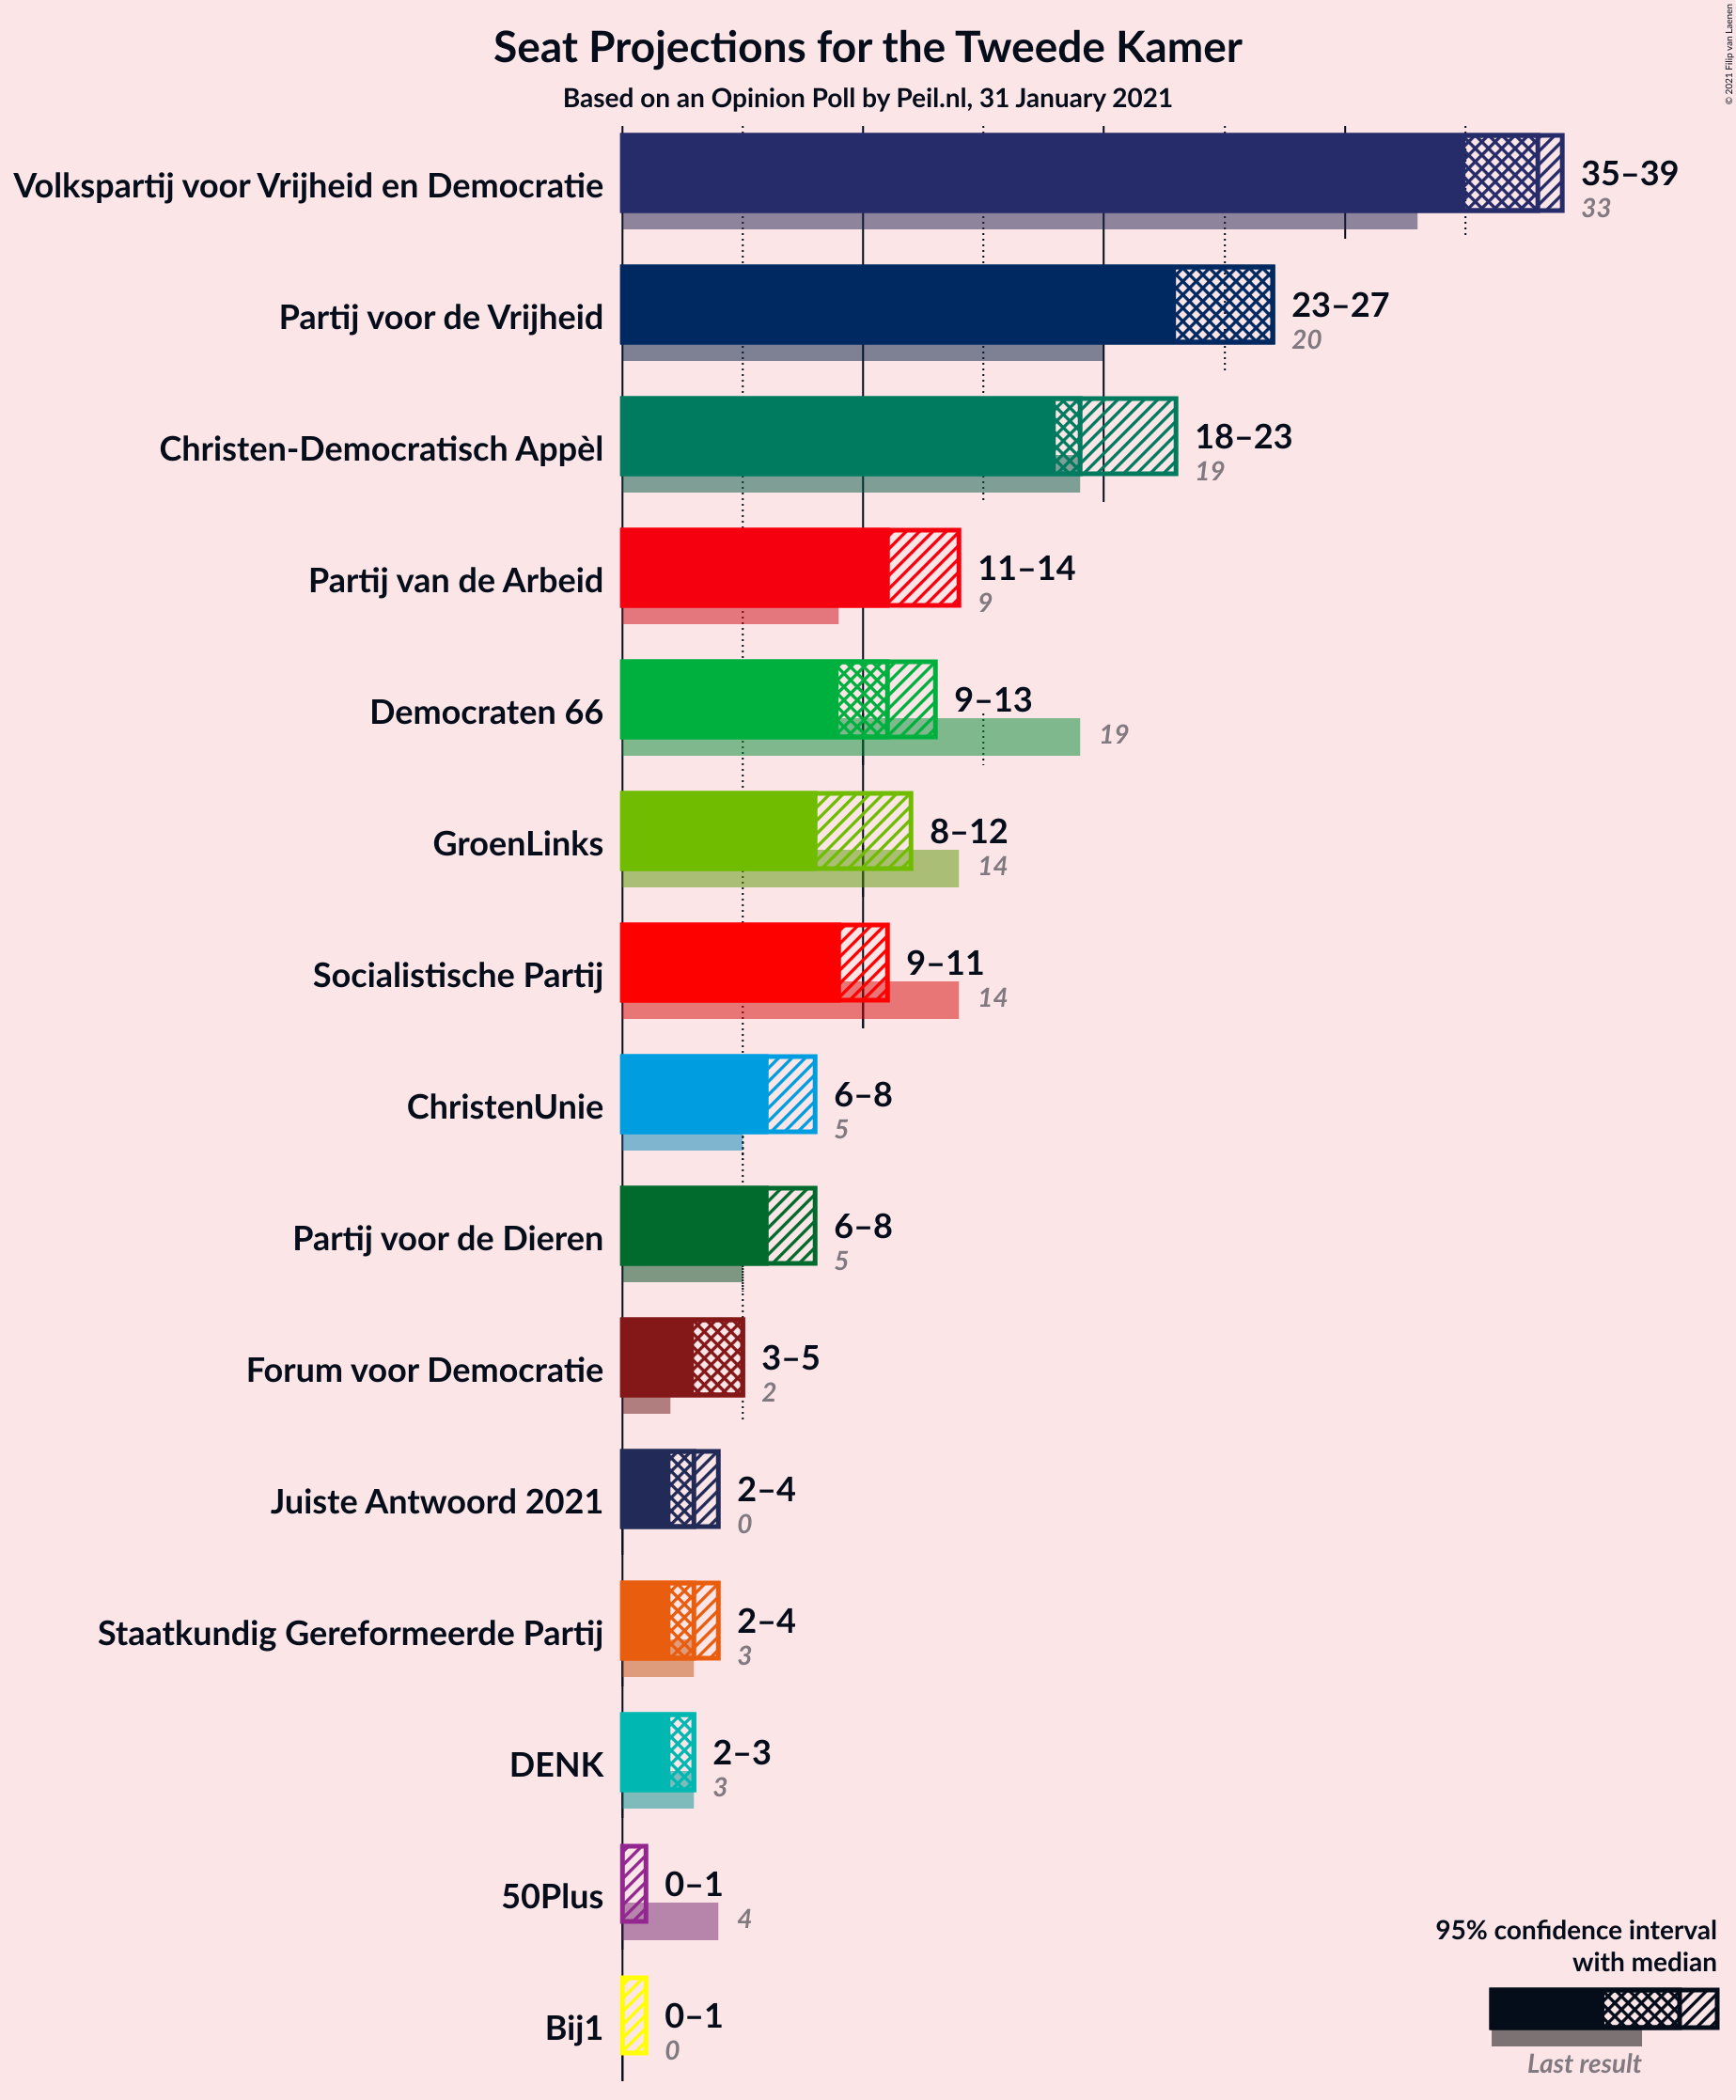 Seat Projections for the Tweede Kamer
Based on an Opinion Poll by Peil.nl, 31 January 2021
© 2021 Filip van Laenen
Volkspartij voor Vrijheid en Democratie
35–39
33
Partij voor de Vrijheid
23–27
20
Christen-Democratisch Appèl
18–23
19
Partij van de Arbeid
11–14
9
Democraten 66
9–13
19
GroenLinks
8–12
14
Socialistische Partij
9–11
14
ChristenUnie
6–8
5
Partij voor de Dieren
6–8
5
Forum voor Democratie
3–5
2
Juiste Antwoord 2021
2–4
0
Staatkundig Gereformeerde Partij
2–4
3
DENK
2–3
3
50Plus
0–1
4
Bij1
0–1
0
95% confidence interval
with median
Last result